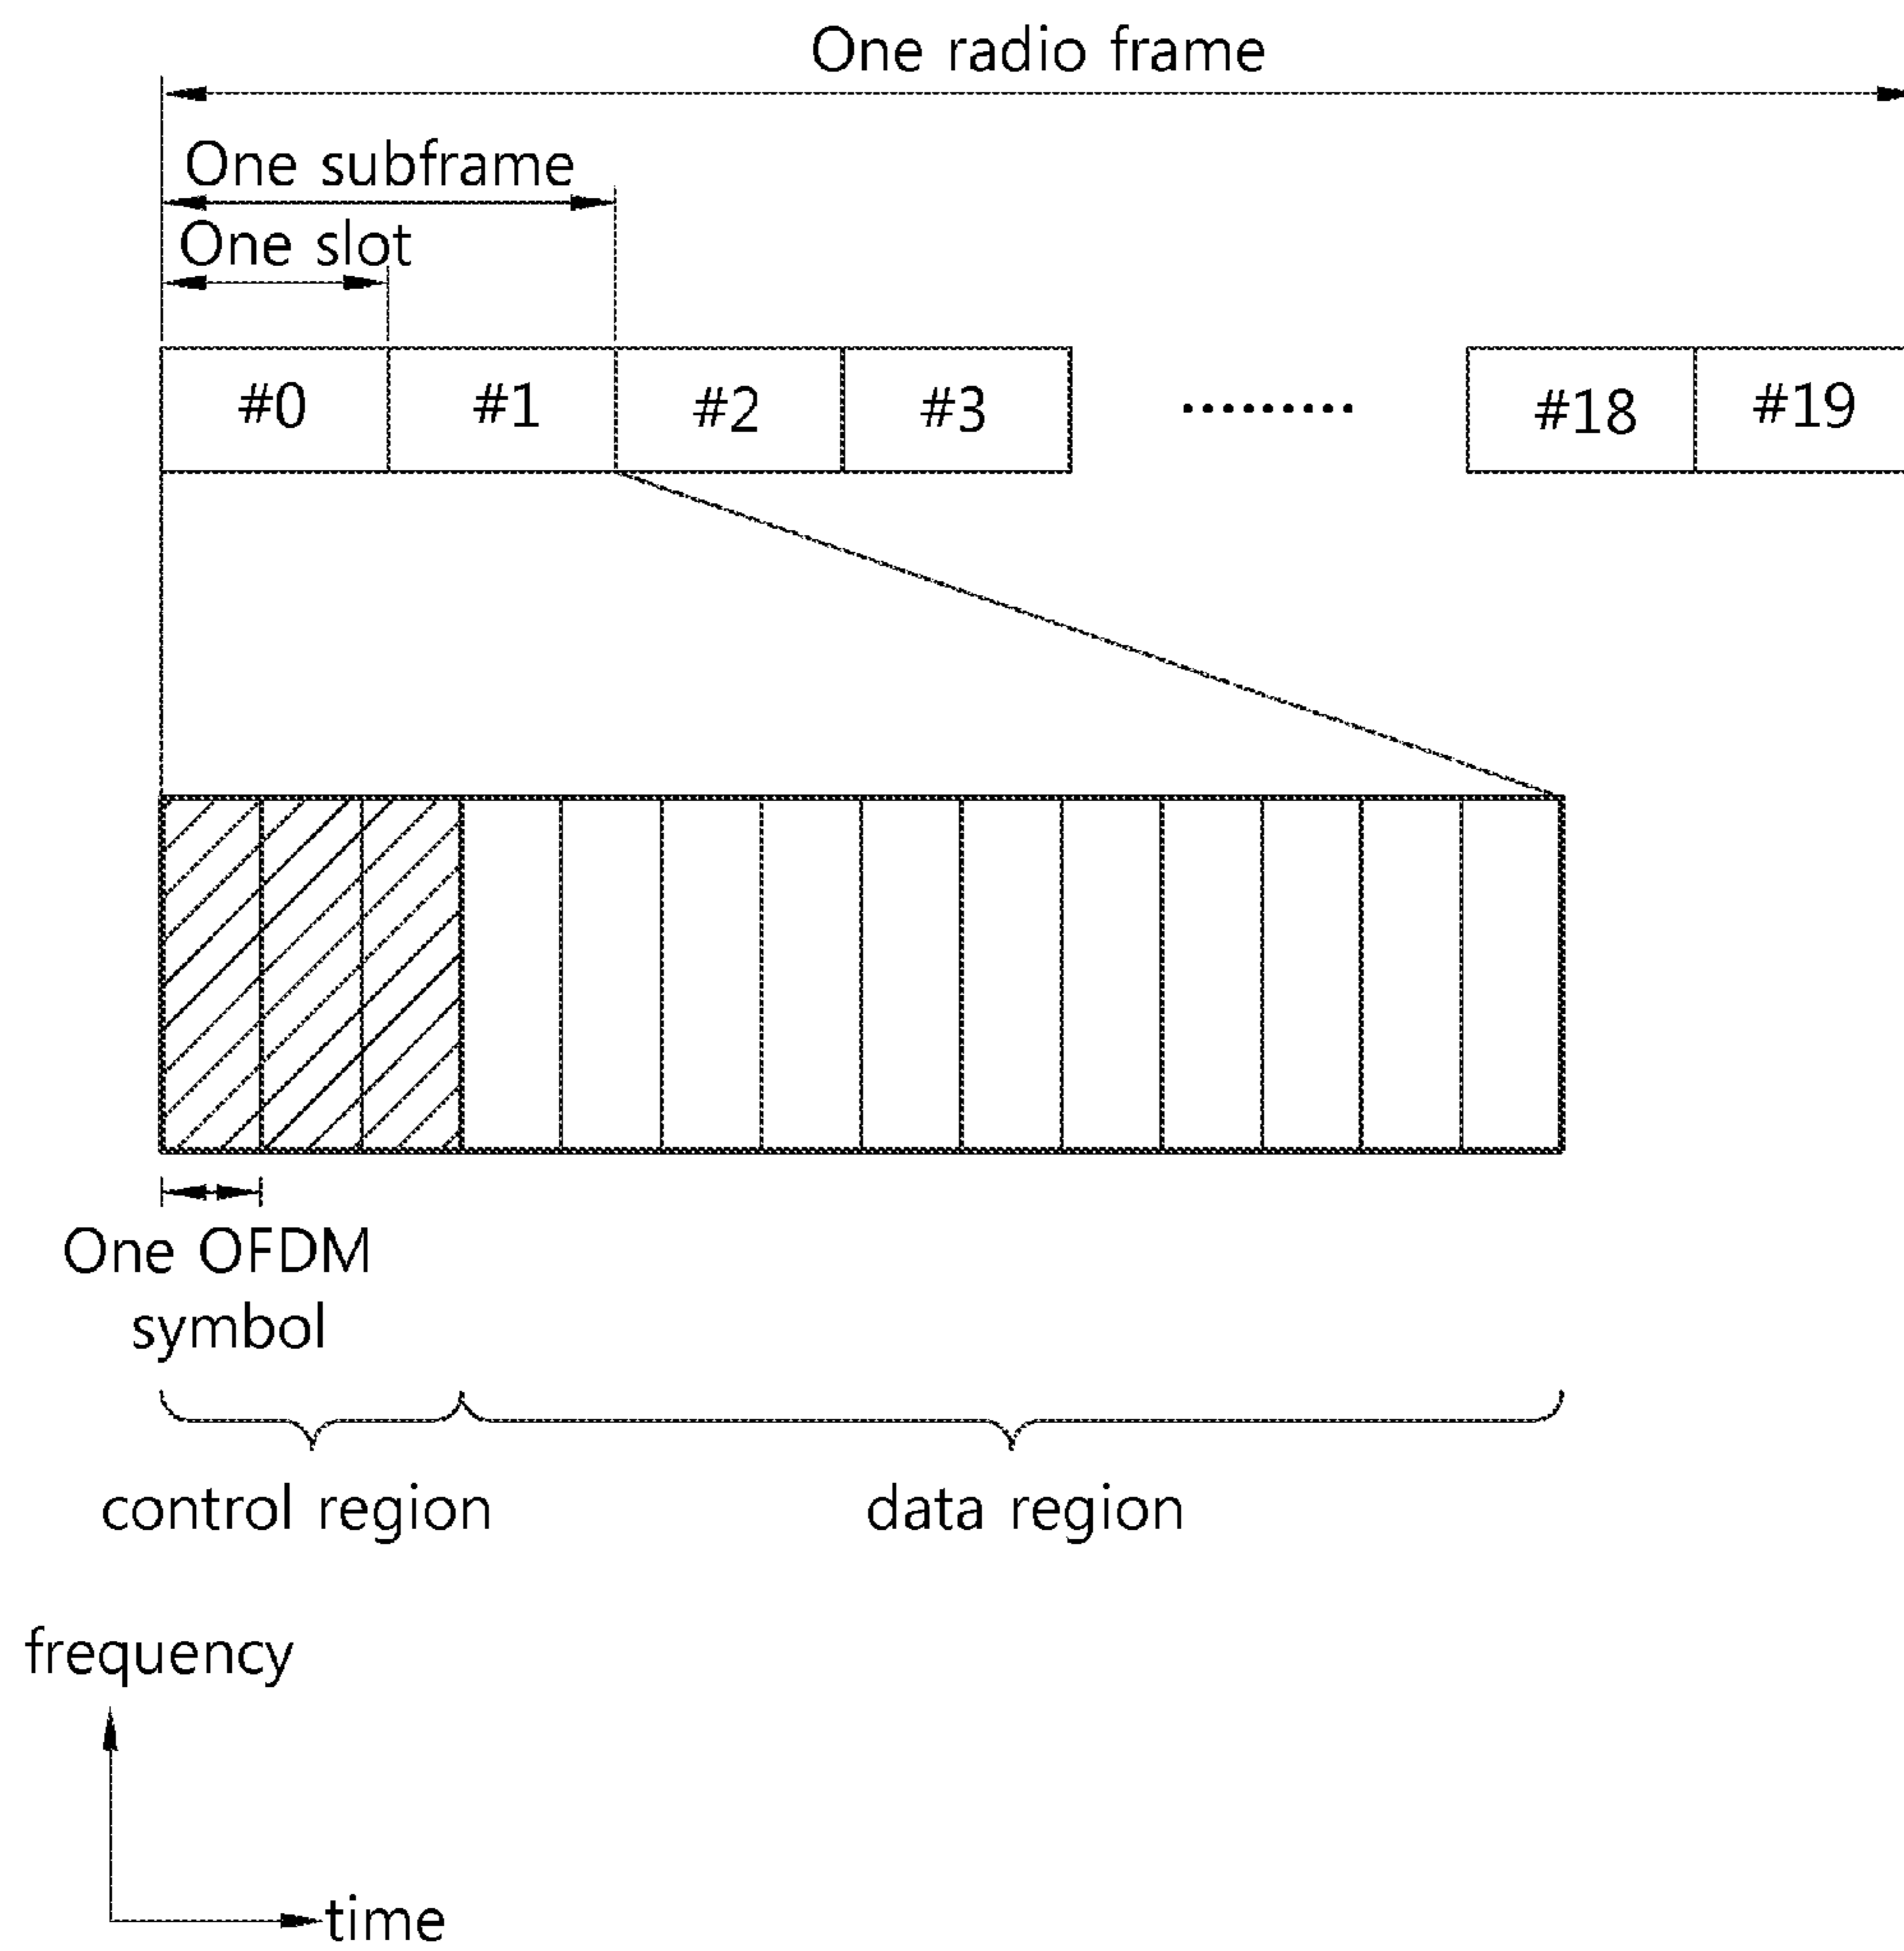 One radio frame
One subframe
One slot
#0 #1 #2 #3 ......... #18 #19
One OFDM
symbol
control region data region
frequency
time